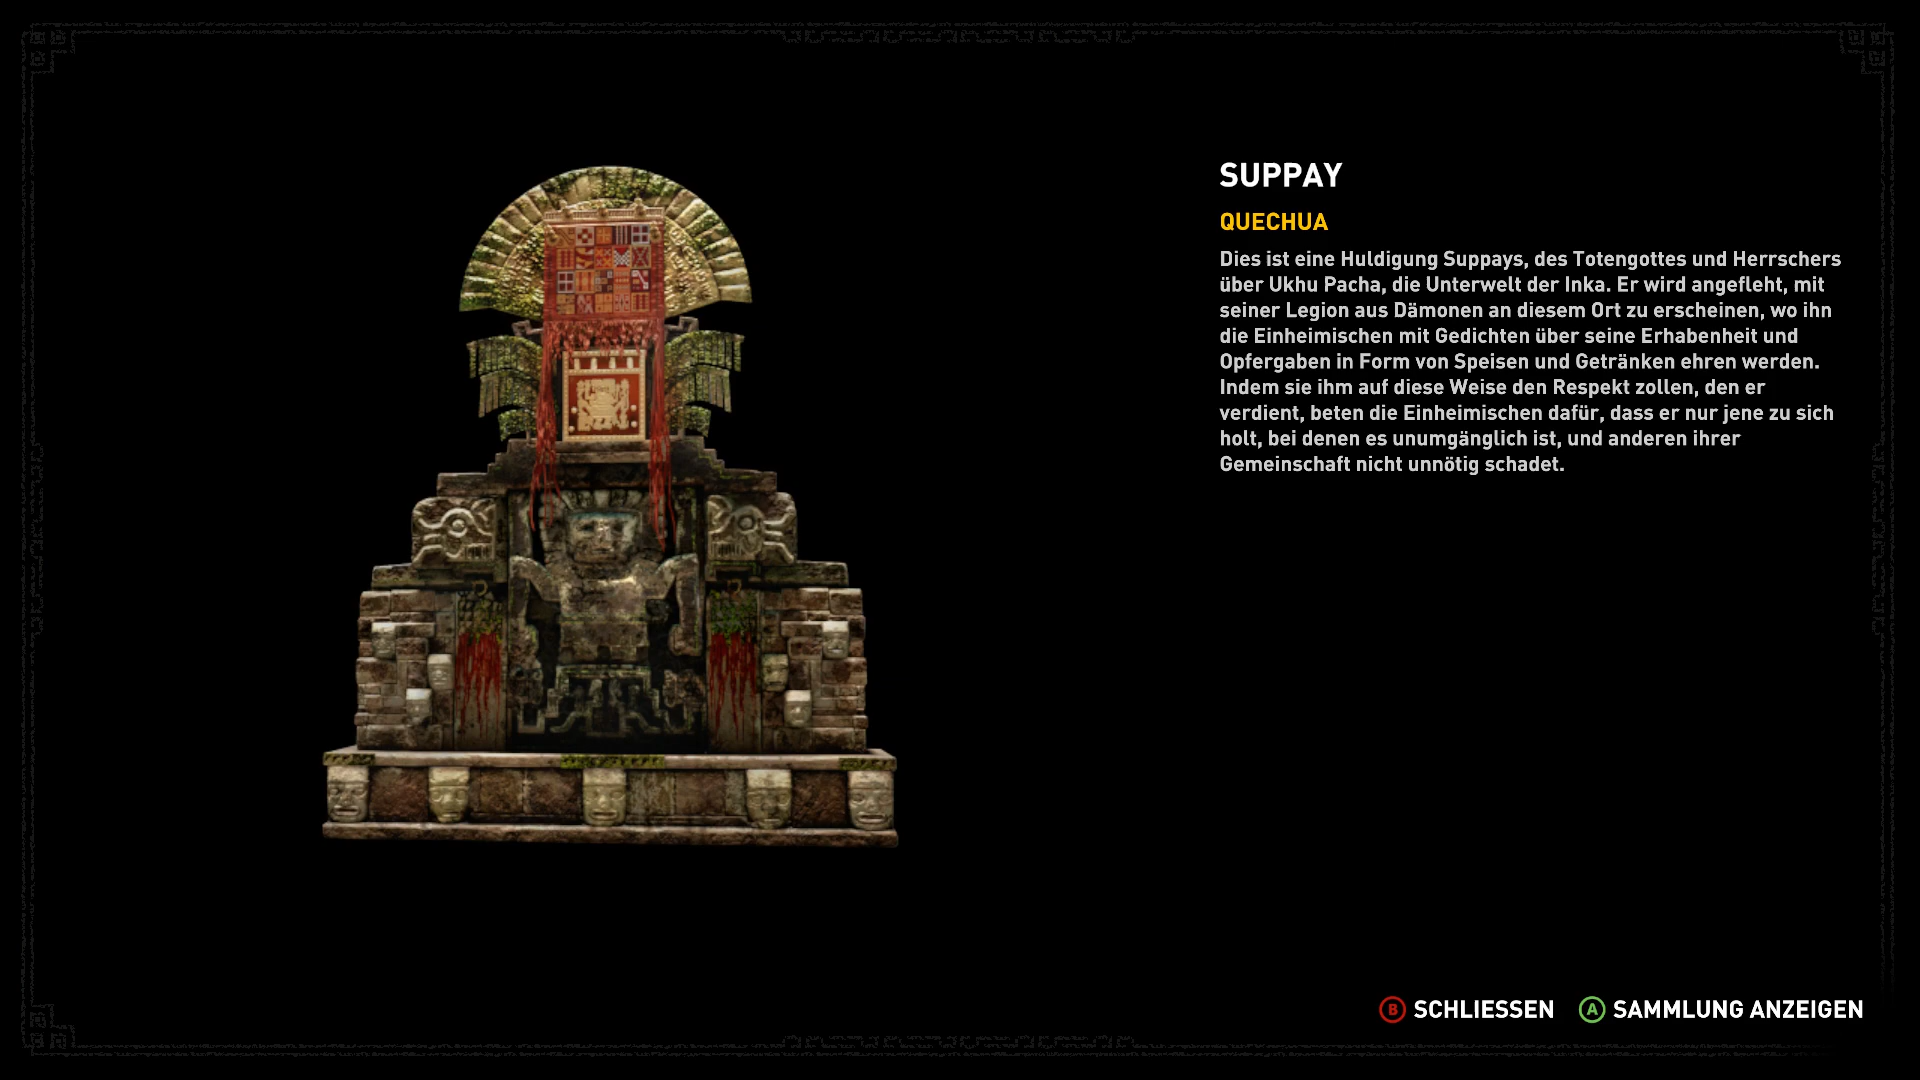 SUPPAY
QUECHUA
Dies ist eine Huldigung Suppays, des Totengottes und Herrschers
über Ukhu Pacha, die Unterwelt der Inka. Er wird angefleht, mit
seiner Legion aus Dämonen an diesem Ort zu erscheinen, wo ihn
die Einheimischen mit Gedichten über seine Erhabenheit und
Opfergaben in Form von Speisen und Getränken ehren werden.
Indem sie ihm auf diese Weise den Respekt zollen, den er
verdient, beten die Einheimischen dafür, dass er nur jene zu sich
holt, bei denen es unumgänglich ist, und anderen ihrer
Gemeinschaft nicht unnötig schadet.
B SCHLIESSEN A SAMMLUNG ANZEIGEN